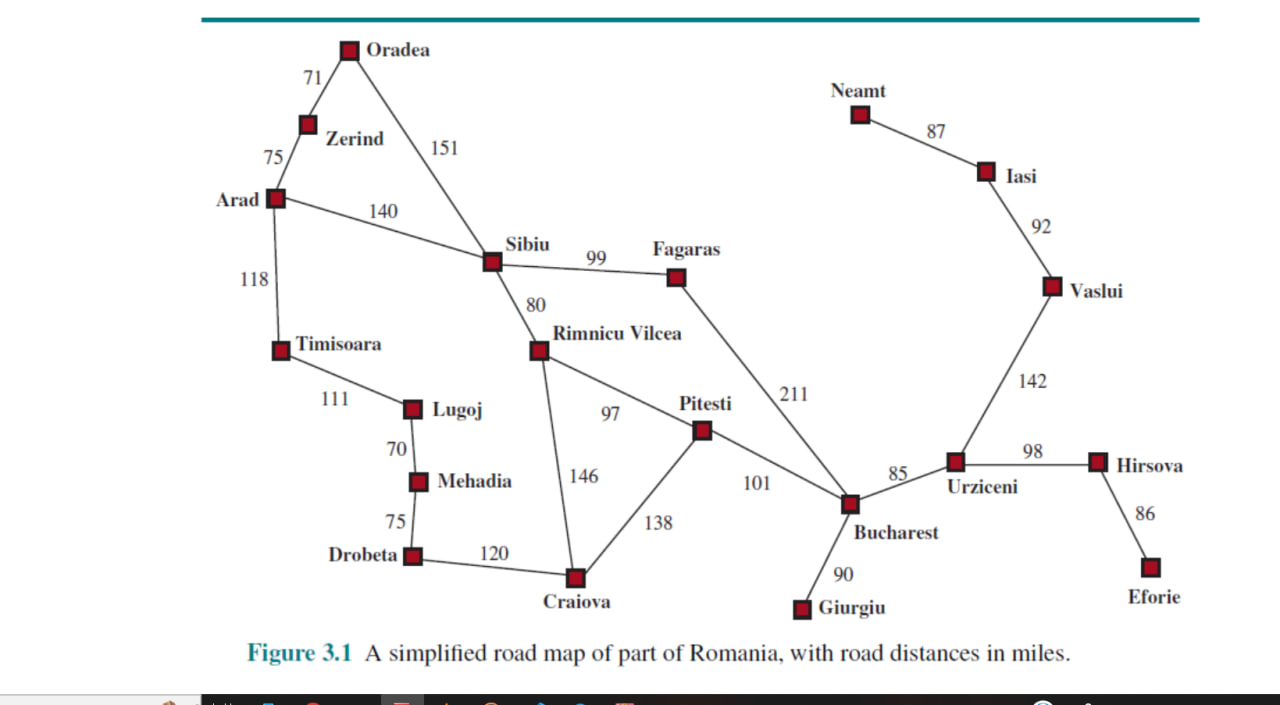 Oradea
71
Neamt
Zerind
87
75
151
Iasi
Arad
140
92
Sibiu
Fagaras
99
118
Vaslui
80
Rimnicu Vilcea
Timisoara
142
111
Lugoj
97
Pitesti
211
70
98
Mehadia
146
101
85
Hirsova
Urziceni
75
138
86
Bucharest
Drobeta
120
90
Craiova
Giurgiu
Eforie
Figure 3.1 A simplified road map of part of Romania, with road distances in miles.